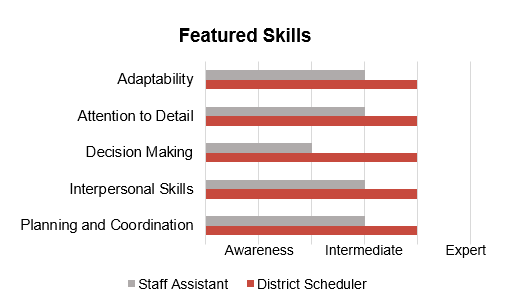 Featured Skills
Adaptability
Attention to Detail
Decision Making
Interpersonal Skills
Planning and Coordination
Awareness Intermediate Expert
Staff Assistant District Scheduler